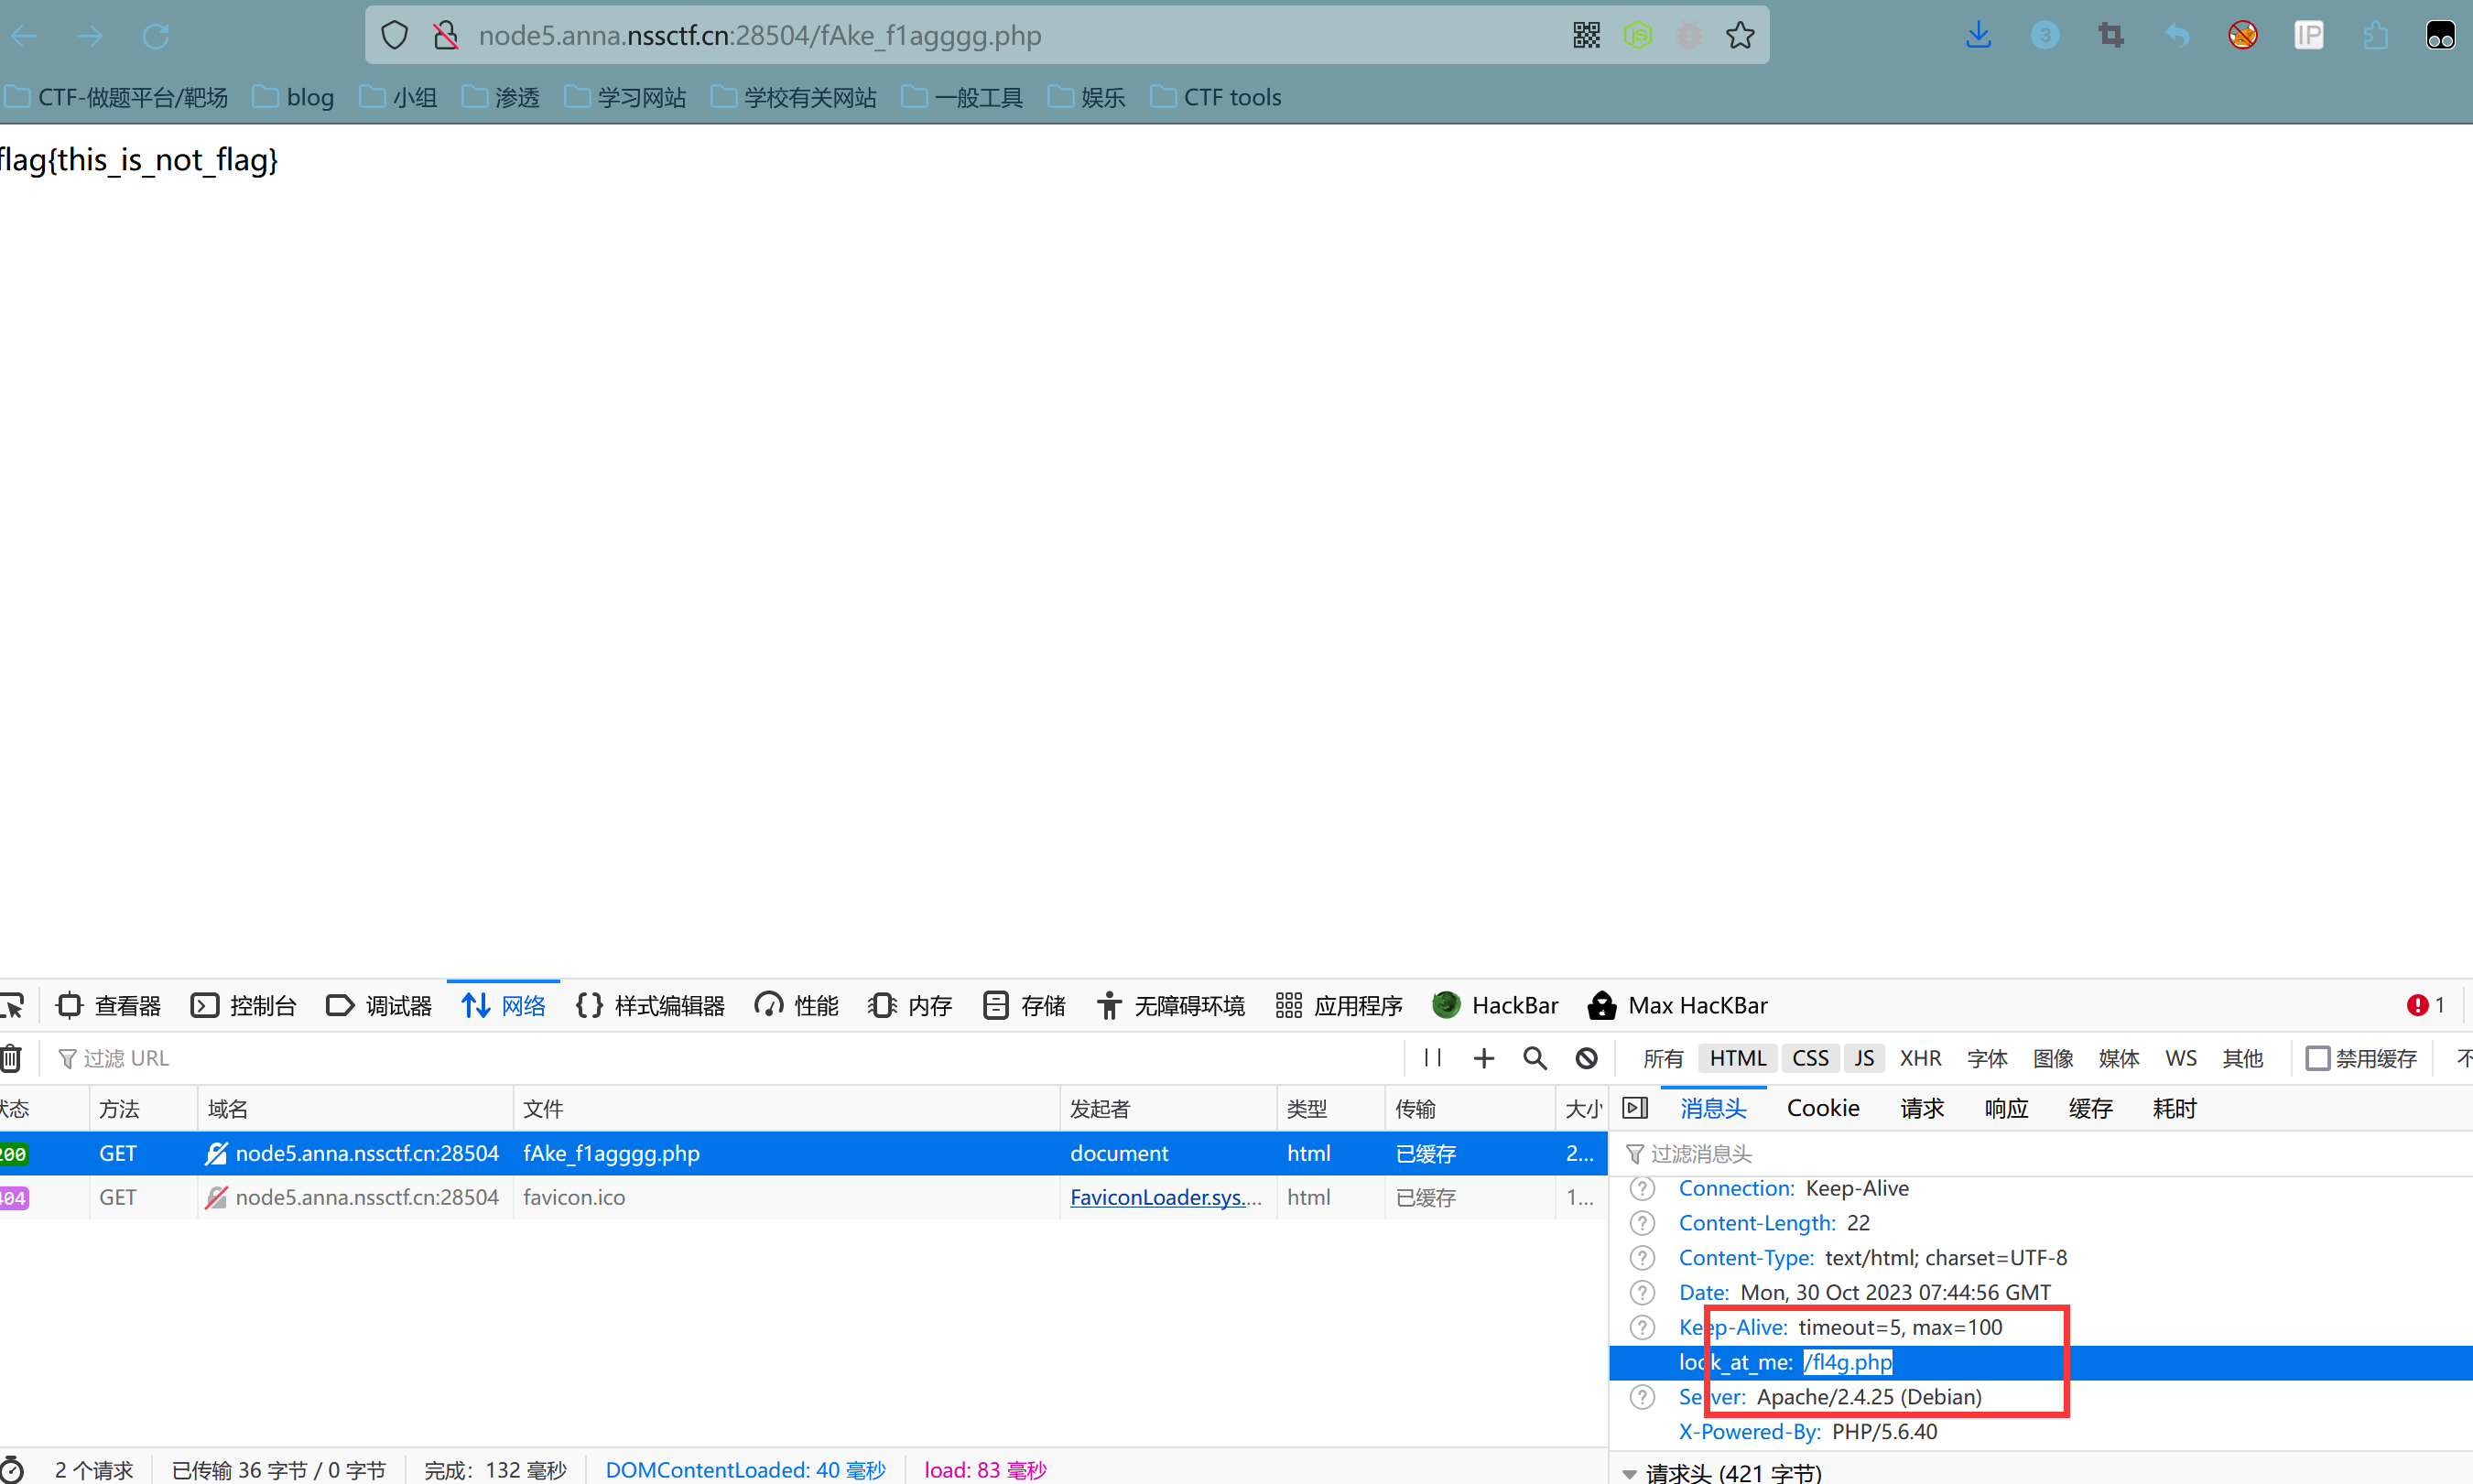 node5.anna.nssctf.cn:28504/fAke_f1agggg.php
3
IP
CTF-做题平台/靶场 blog 小组 渗透 学习网站 学校有关网站 一般工具 娱乐 CTF tools
flag{this_is_not_flag}
查看器 控制台 调试器 网络 样式编辑器 性能 内存 存储 无障碍环境 应用程序 HackBar Max HacKBar 1
过滤 URL
所有 HTML CSS JS XHR 字体 图像 媒体 WS 其他 禁用缓存 不
状态 方法 域名 文件 发起者 类型 传输 大小
消息头 Cookie 请求 响应 缓存 耗时
200 GET node5.anna.nssctf.cn:28504 fAke_f1agggg.php document html 已缓存 2...
404 GET node5.anna.nssctf.cn:28504 favicon.ico FaviconLoader.sys.... html 已缓存 1...
过滤消息头
Connection: Keep-Alive
Content-Length: 22
Content-Type: text/html; charset=UTF-8
Date: Mon, 30 Oct 2023 07:44:56 GMT
Keep-Alive: timeout=5, max=100
look_at_me: /fl4g.php
Server: Apache/2.4.25 (Debian)
X-Powered-By: PHP/5.6.40
请求头 (421 字节)
2 个请求 已传输 36 字节 / 0 字节 完成：132 毫秒 DOMContentLoaded: 40 毫秒 load: 83 毫秒